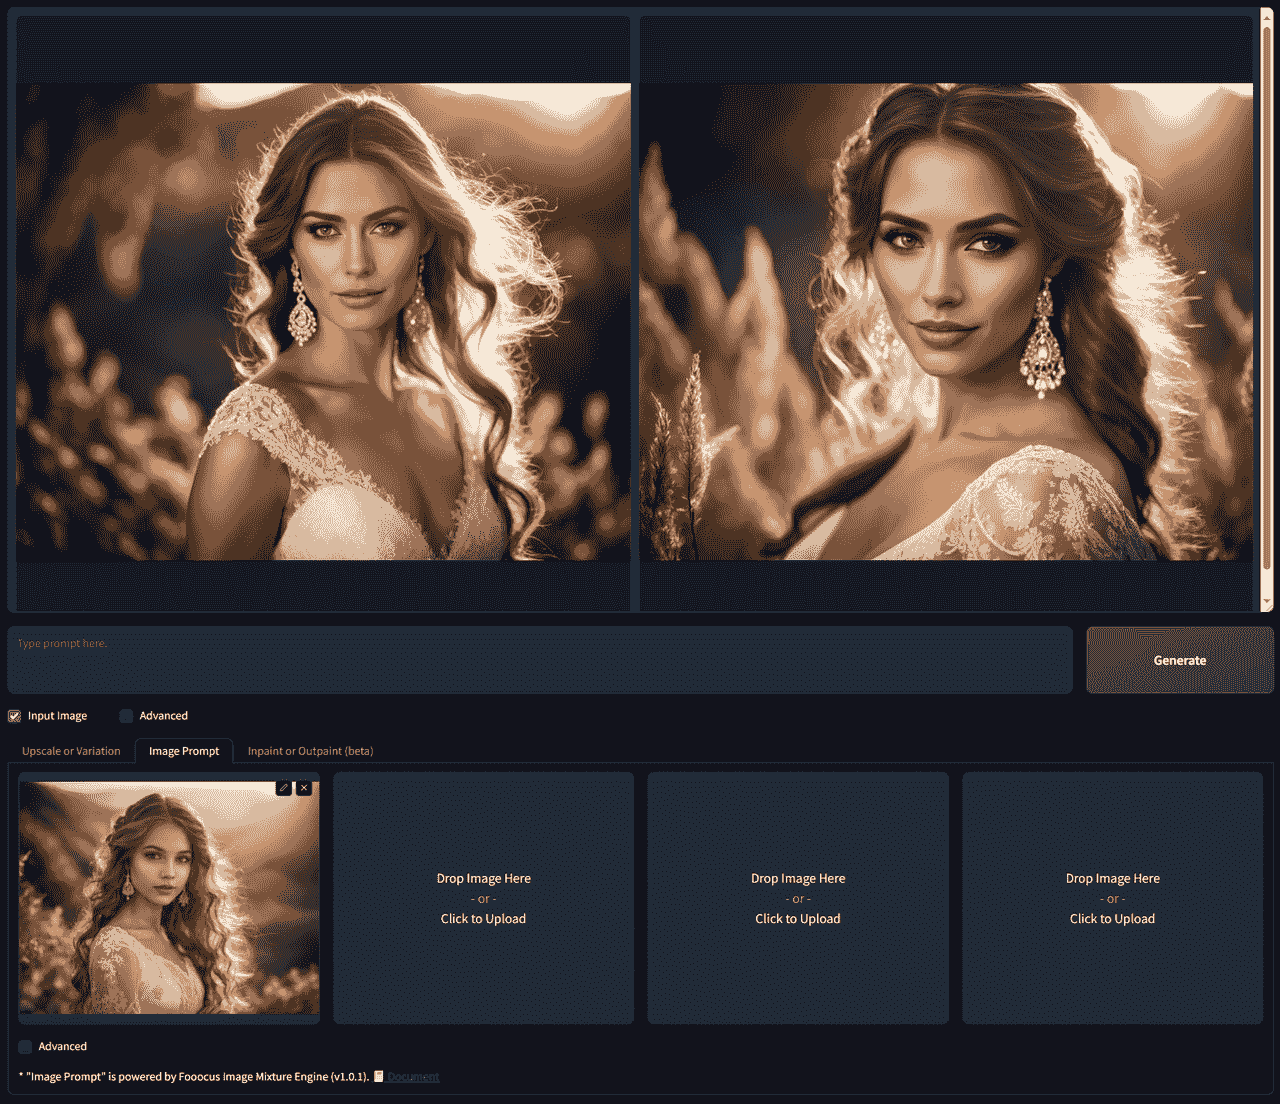 Type prompt here.
Generate
Input Image
Advanced
Upscale or Variation
Image Prompt
Inpaint or Outpaint (beta)
Drop Image Here
- or -
Click to Upload
Drop Image Here
- or -
Click to Upload
Drop Image Here
- or -
Click to Upload
Advanced
* "Image Prompt" is powered by Fooocus Image Mixture Engine (v1.0.1). 📔 Document